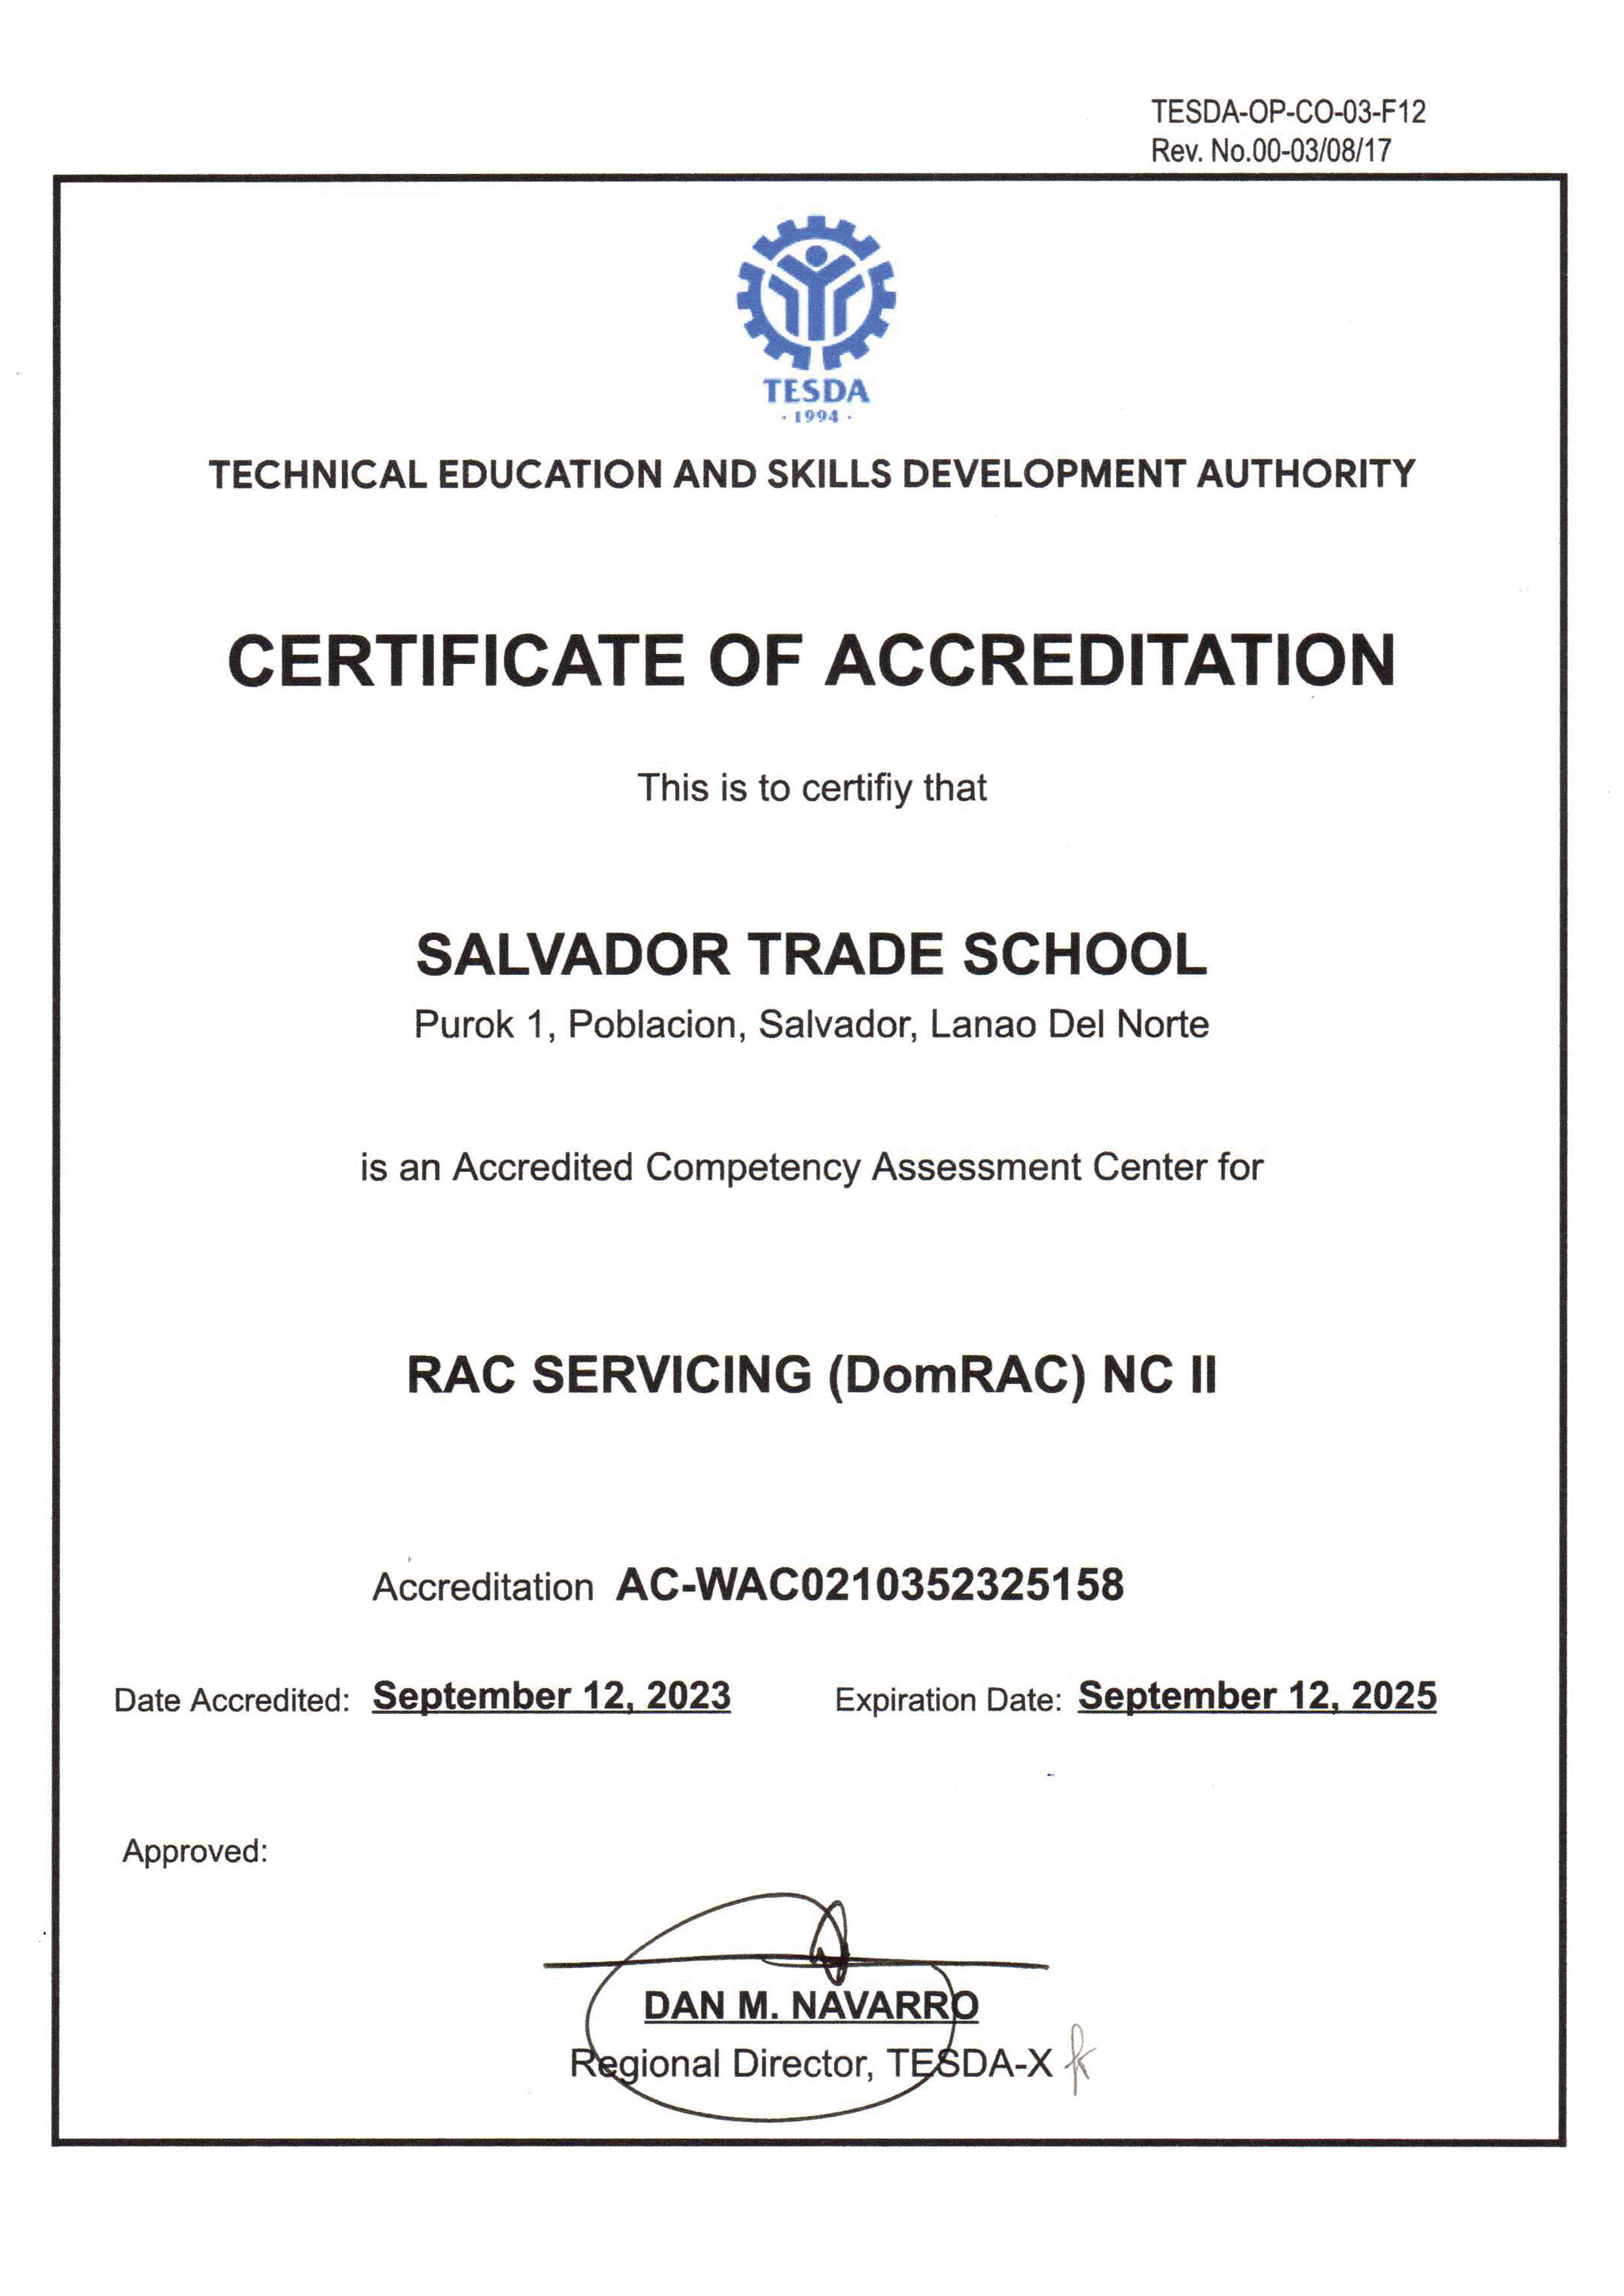 TESDA-OP-CO-03-F12
Rev. No.00-03/08/17
TESDA
· 1994 ·
TECHNICAL EDUCATION AND SKILLS DEVELOPMENT AUTHORITY
CERTIFICATE OF ACCREDITATION
This is to certifiy that
SALVADOR TRADE SCHOOL
Purok 1, Poblacion, Salvador, Lanao Del Norte
is an Accredited Competency Assessment Center for
RAC SERVICING (DomRAC) NC II
Accreditation AC-WAC0210352325158
Date Accredited: September 12, 2023 Expiration Date: September 12, 2025
Approved:
DAN M. NAVARRO
Regional Director, TESDA-X